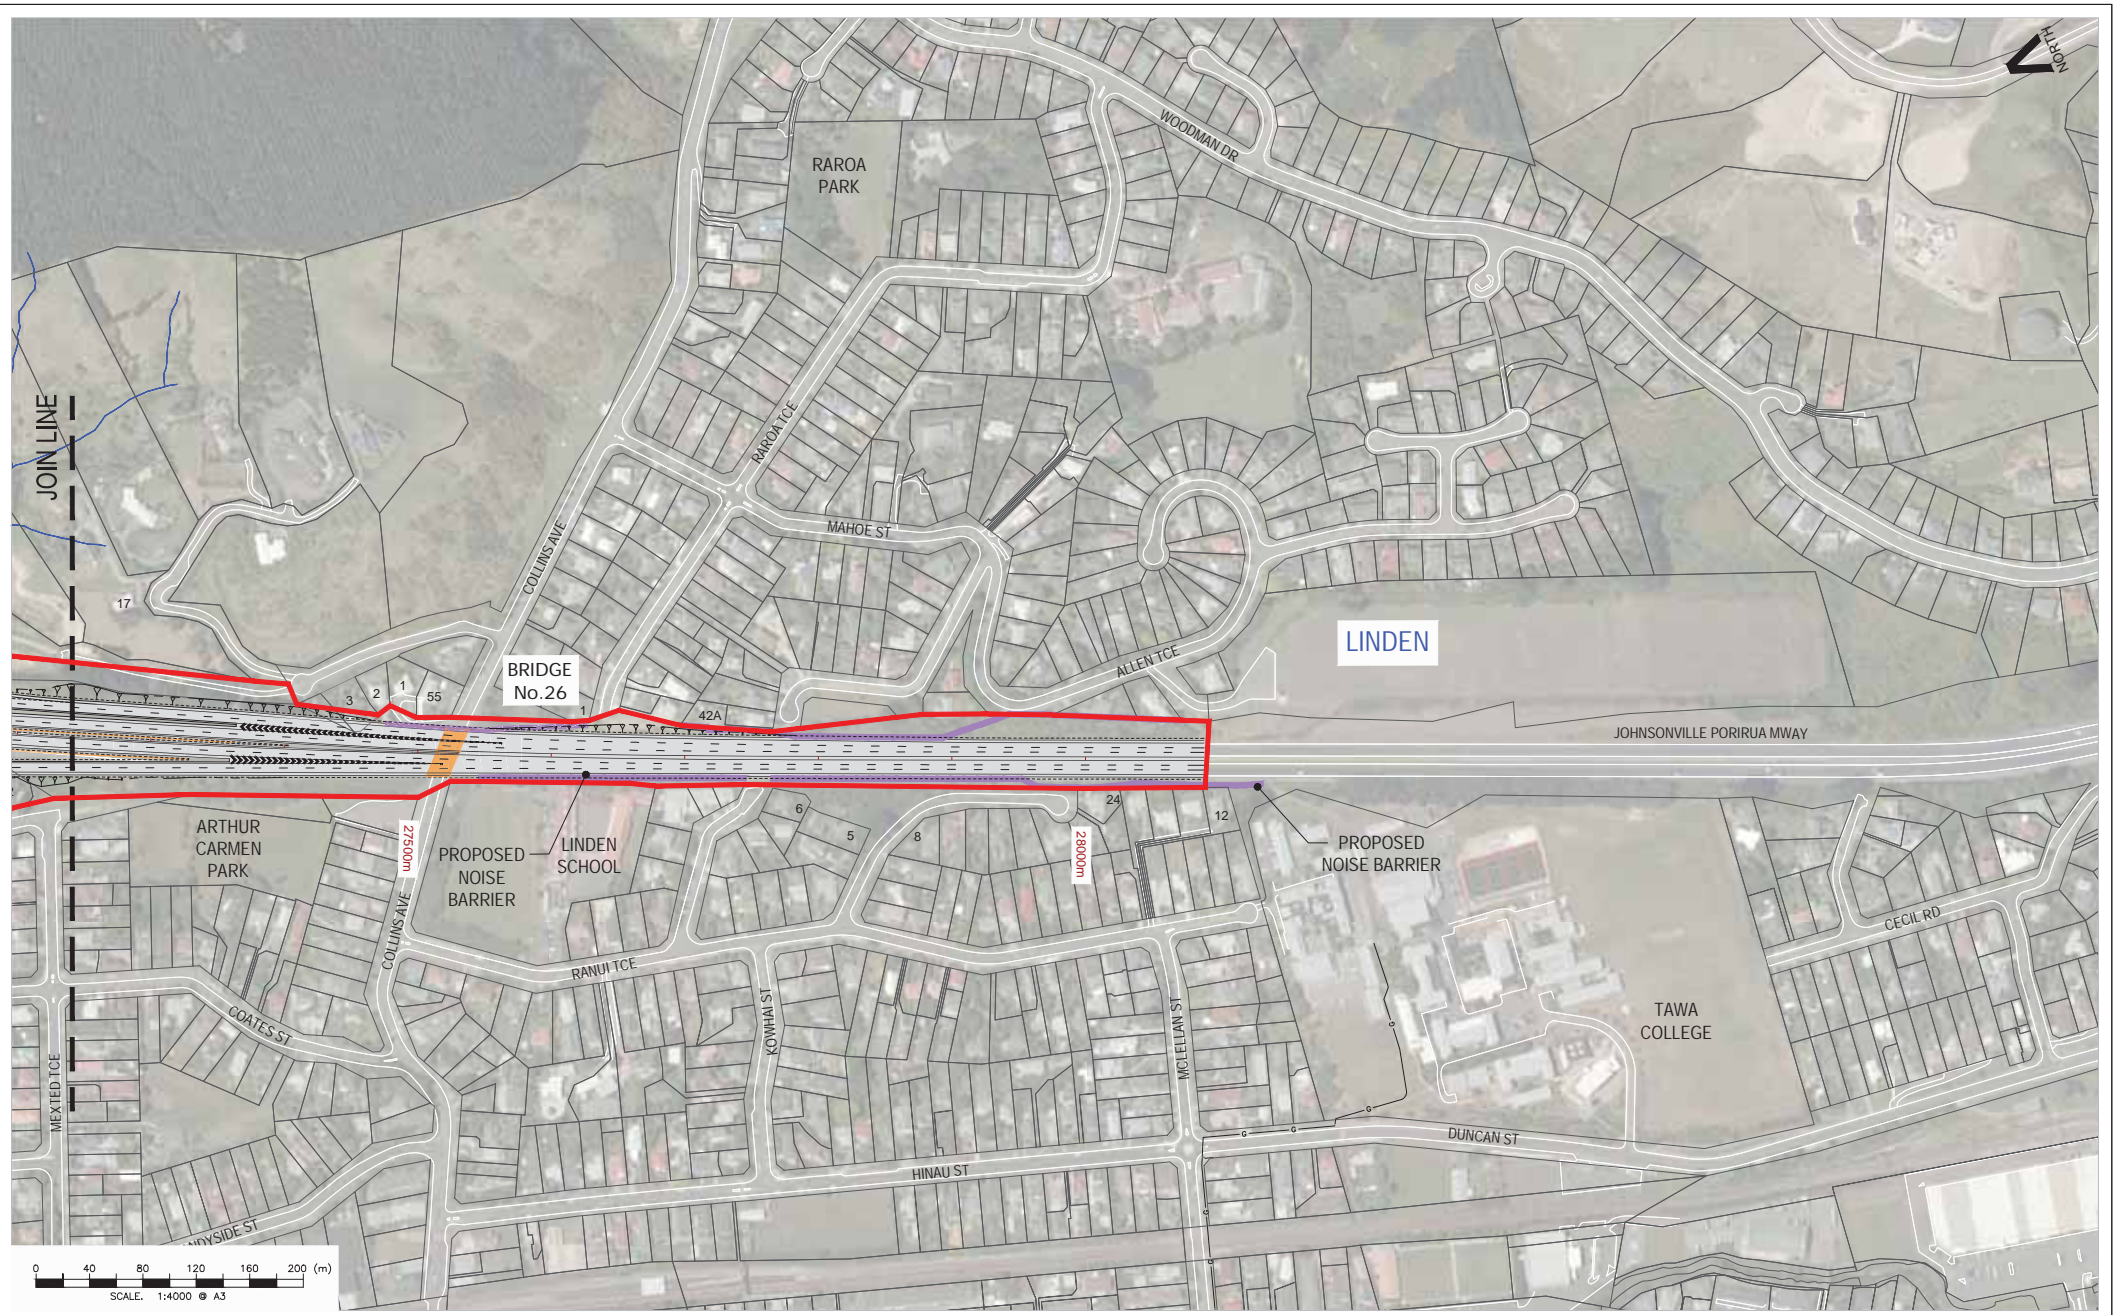 NORTH
WOODMAN DR
RAROA
PARK
JOIN LINE
RAROA TCE
COLLINS AVE
MAHOE ST
17
LINDEN
ALLEN TCE
BRIDGE
No.26
3
2
1
55
1
42A
JOHNSONVILLE PORIRUA MWAY
ARTHUR
CARMEN
PARK
27500m
PROPOSED
NOISE
BARRIER
LINDEN
SCHOOL
6
5
8
24
12
28000m
PROPOSED
NOISE BARRIER
COLLINS AVE
RANUI TCE
CECIL RD
COATES ST
KOWHAI ST
MCLELLAN ST
TAWA
COLLEGE
MEXTED TCE
G
G
G
G
G
G
DUNCAN ST
HINAU ST
NDYSIDE ST
0 40 80 120 160 200 (m)
SCALE. 1:4000 @ A3